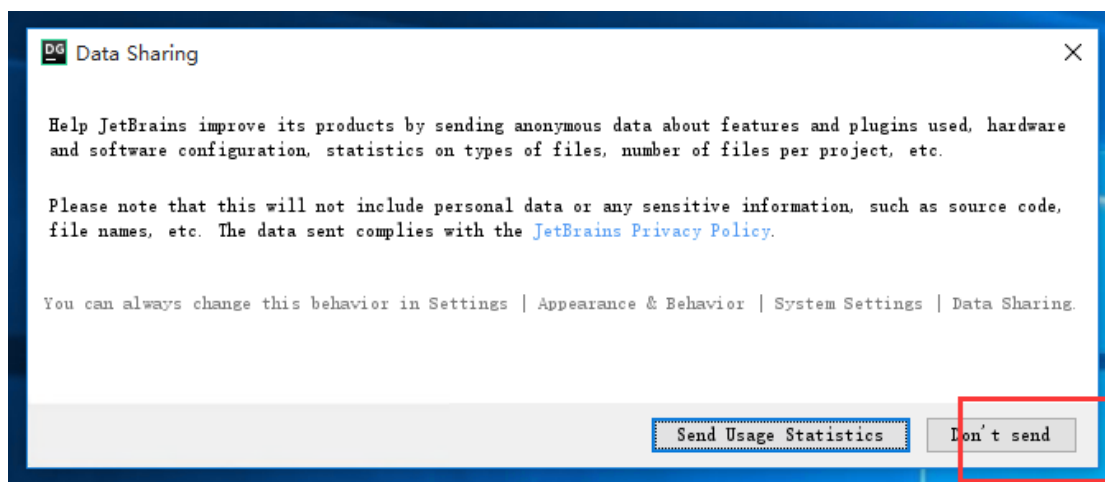 DG Data Sharing
Help JetBrains improve its products by sending anonymous data about features and plugins used, hardware
and software configuration, statistics on types of files, number of files per project, etc.
Please note that this will not include personal data or any sensitive information, such as source code,
file names, etc. The data sent complies with the JetBrains Privacy Policy.
You can always change this behavior in Settings | Appearance & Behavior | System Settings | Data Sharing.
Send Usage Statistics Don't send